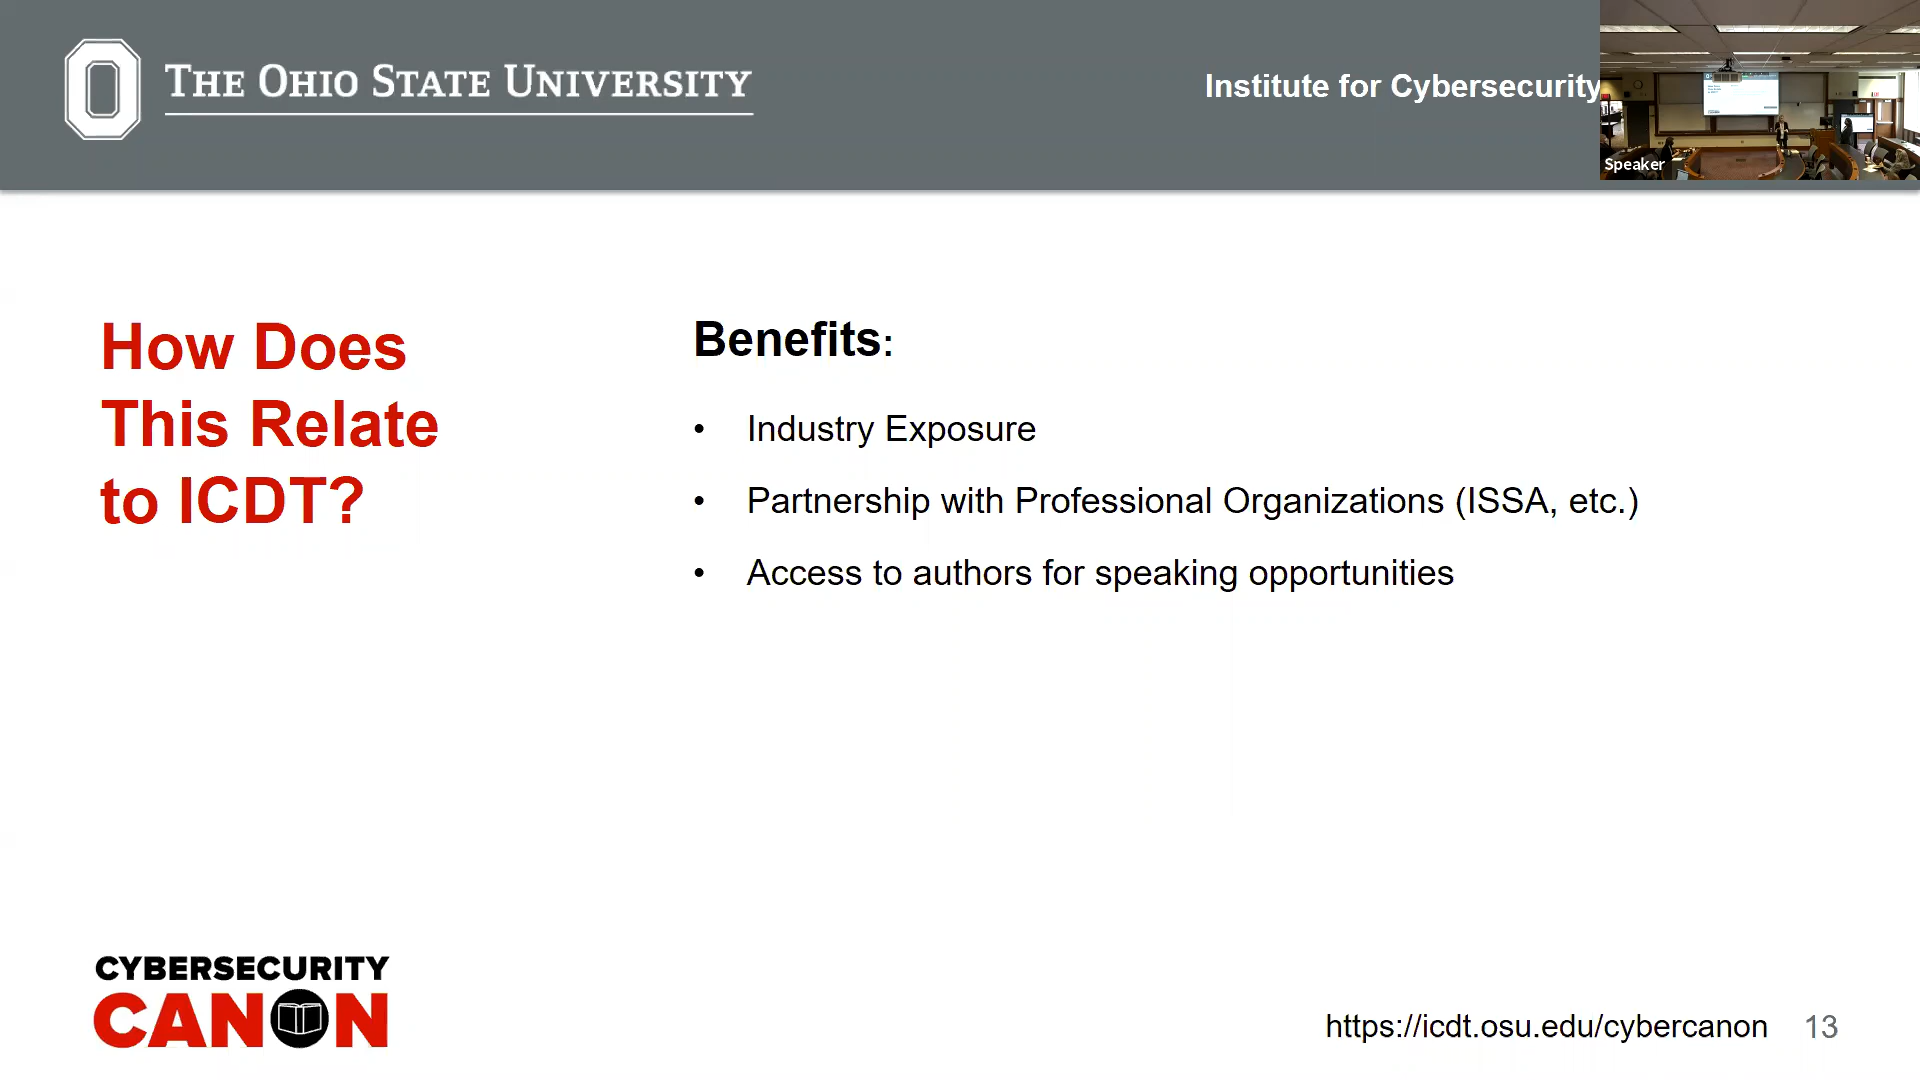 THE OHIO STATE UNIVERSITY
Institute for Cybersecurity
Speaker
How Does
This Relate
to ICDT?
Benefits:
• Industry Exposure
• Partnership with Professional Organizations (ISSA, etc.)
• Access to authors for speaking opportunities
CYBERSECURITY
CANON
https://icdt.osu.edu/cybercanon 13